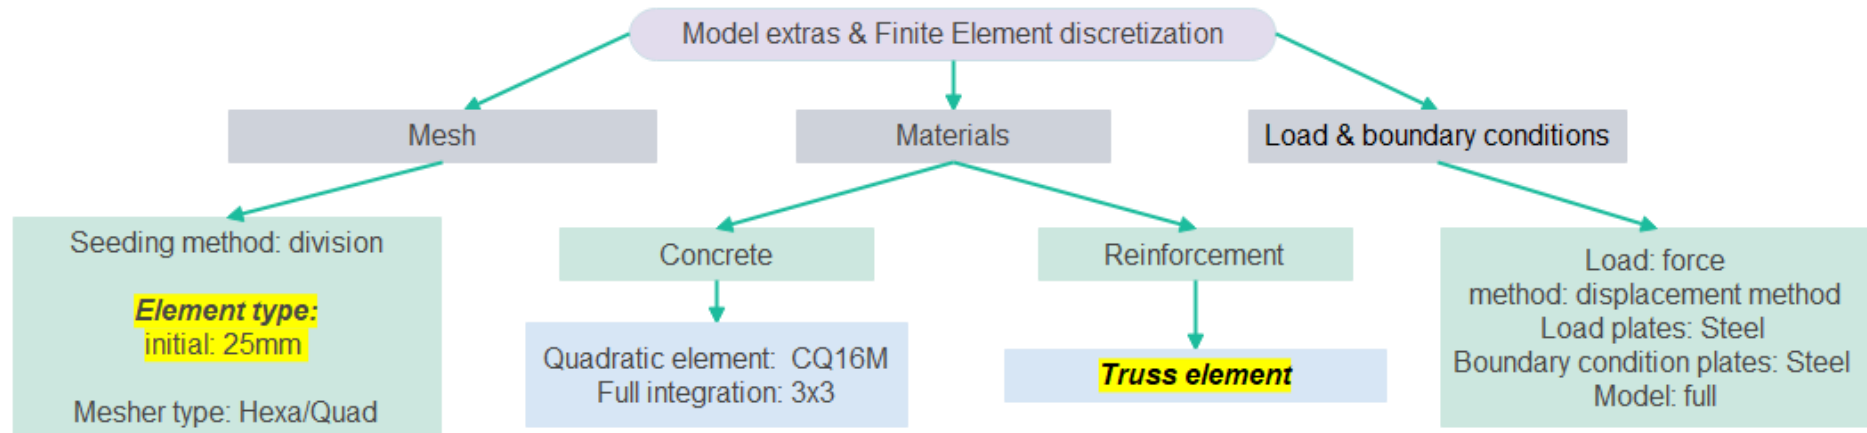 Model extras & Finite Element discretization
Mesh
Materials
Load & boundary conditions
Seeding method: division
Element type:
initial: 25mm
Mesher type: Hexa/Quad
Concrete
Quadratic element: CQ16M
Full integration: 3x3
Reinforcement
Truss element
Load: force
method: displacement method
Load plates: Steel
Boundary condition plates: Steel
Model: full